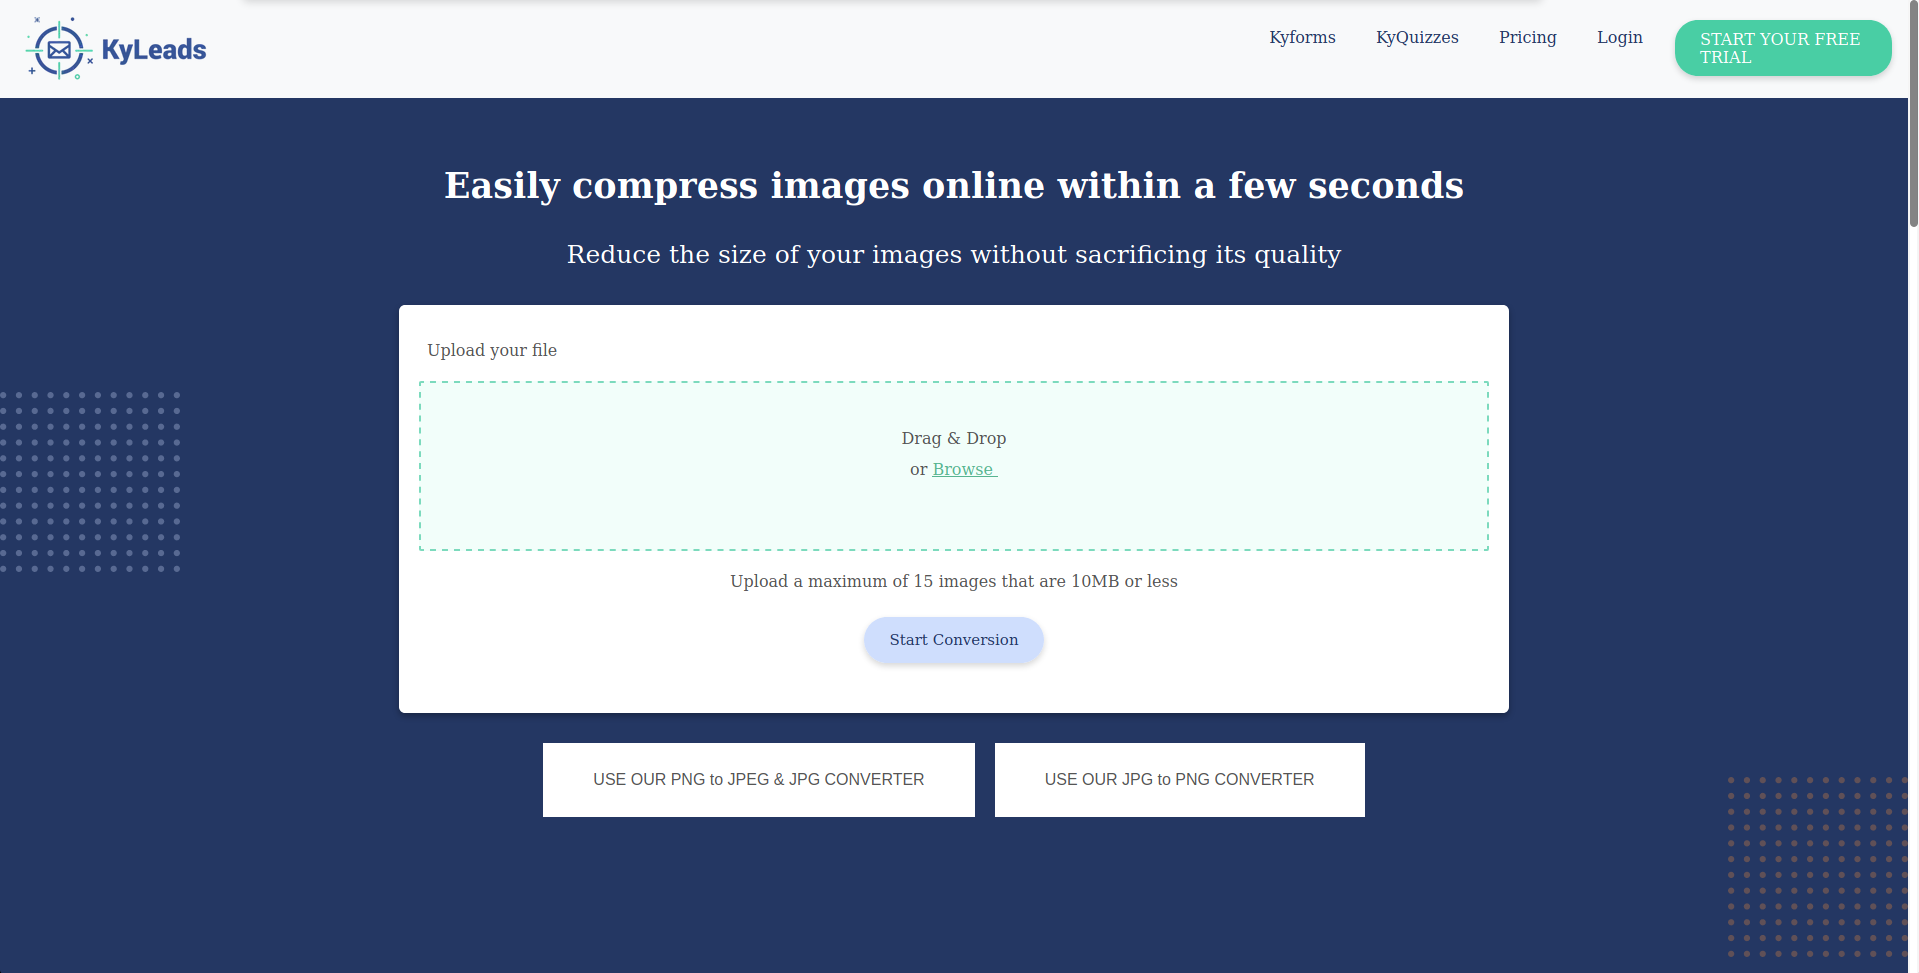 KyLeads
Kyforms
KyQuizzes
Pricing
Login
START YOUR FREE
TRIAL
Easily compress images online within a few seconds
Reduce the size of your images without sacrificing its quality
Upload your file
Drag & Drop
or Browse
Upload a maximum of 15 images that are 10MB or less
Start Conversion
USE OUR PNG to JPEG & JPG CONVERTER
USE OUR JPG to PNG CONVERTER